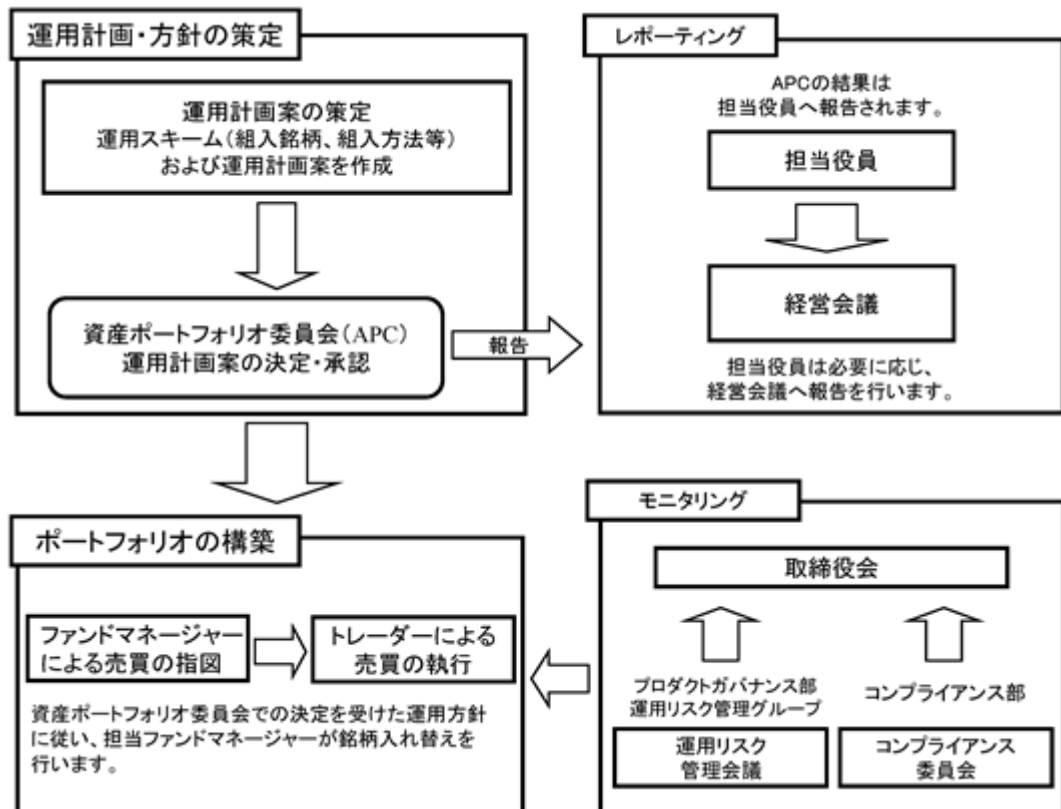 運用計画・方針の策定
運用計画案の策定
運用スキーム(組入銘柄、組入方法等)
および運用計画案を作成
資産ポートフォリオ委員会(APC)
運用計画案の決定・承認
報告
レポーティング
APCの結果は
担当役員へ報告されます。
担当役員
経営会議
担当役員は必要に応じ、
経営会議へ報告を行います。
ポートフォリオの構築
ファンドマネージャー
による売買の指図
トレーダーによる
売買の執行
資産ポートフォリオ委員会での決定を受けた運用方針
に従い、担当ファンドマネージャーが銘柄入れ替えを
行います。
モニタリング
取締役会
プロダクトガバナンス部
運用リスク管理グループ
運用リスク
管理会議
コンプライアンス部
コンプライアンス
委員会